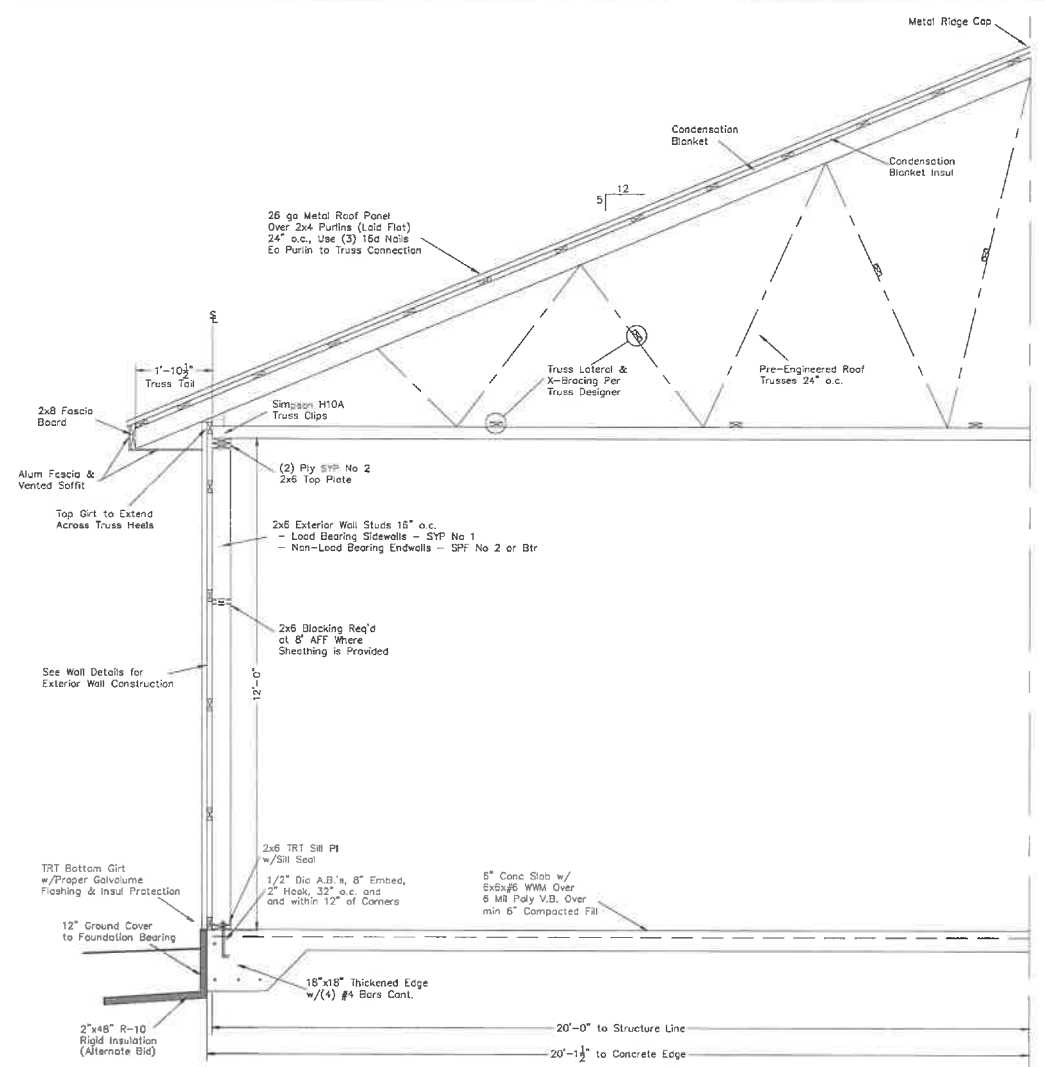 Metal Ridge Cap
Condensation
Blanket
Condensation
Blanket Insul
12
5
26 ga Metal Roof Panel
Over 2x4 Purlins (Laid Flat)
24" o.c., Use (3) 16d Nails
Ea Purlin to Truss Connection
SL
1'-10 1/2"
Truss Tail
Truss Lateral &
X-Bracing Per
Truss Designer
Pre-Engineered Roof
Trusses 24" o.c.
2x8 Fascia
Board
Simpson H10A
Truss Clips
Alum Fascia &
Vented Soffit
(2) Ply SYP No 2
2x6 Top Plate
Top Girt to Extend
Across Truss Heels
2x6 Exterior Wall Studs 16" o.c.
- Load Bearing Sidewalls - SYP No 1
- Non-Load Bearing Endwalls - SPF No 2 or Btr
2x6 Blocking Req'd
at 8' AFF Where
Sheathing is Provided
See Wall Details for
Exterior Wall Construction
12'-0"
2x6 TRT Sill Pl
w/Sill Seal
TRT Bottom Girt
w/Proper Galvalume
Flashing & Insul Protection
1/2" Dia A.B.'s, 8" Embed,
2" Hook, 32" o.c. and
and within 12" of Corners
6" Conc Slab w/
6x6x#6 WWM Over
6 Mil Poly V.B. Over
min 6" Compacted Fill
12" Ground Cover
to Foundation Bearing
18"x18" Thickened Edge
w/(4) #4 Bars Cont.
2"x48" R-10
Rigid Insulation
(Alternate Bid)
20'-0" to Structure Line
20'-1 1/2" to Concrete Edge